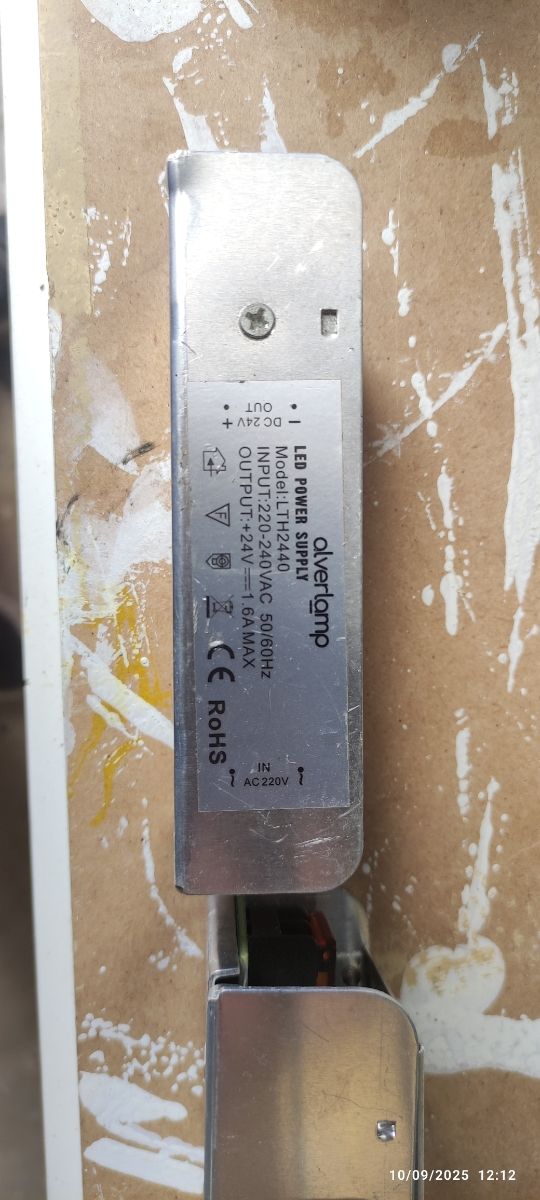 alverlamp
LED POWER SUPPLY
Model:LTH2440
INPUT:220-240VAC 50/60Hz
OUTPUT:+24V⎓1.6A MAX
F
CE
RoHS
− DC 24V +
OUT
IN
AC 220V
~ ~
10/09/2025 12:12